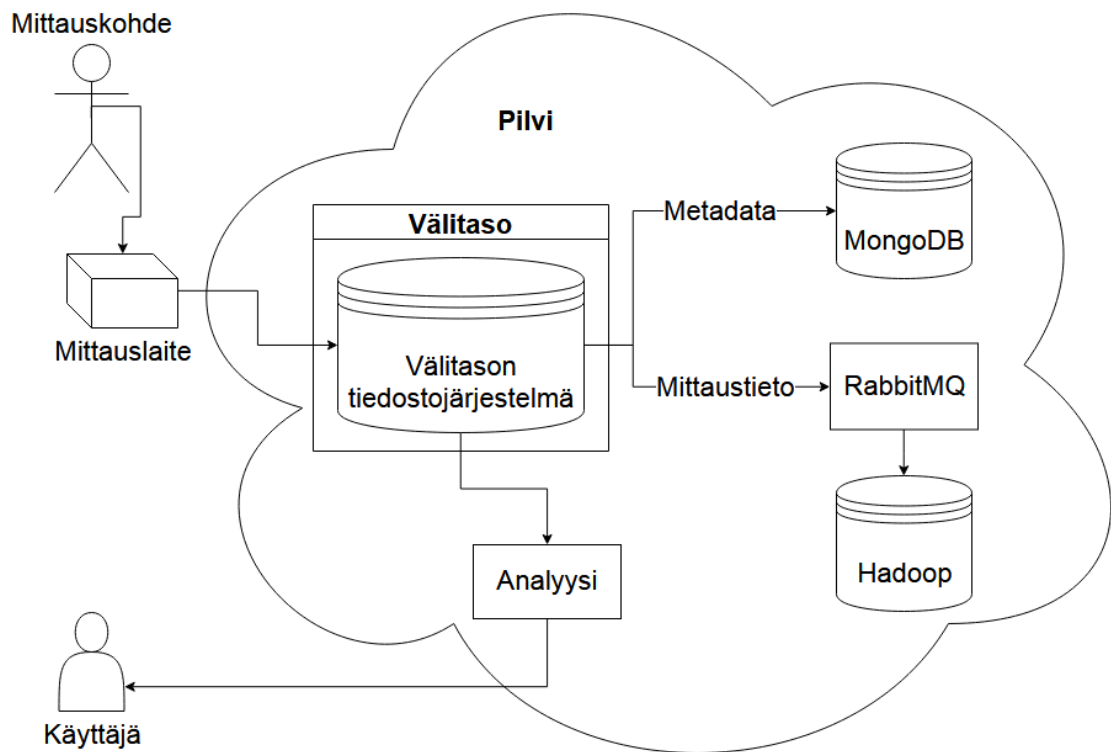 Mittauskohde
Pilvi
Välitaso
Metadata
MongoDB
Mittauslaite
Välitason
tiedostojärjestelmä
Mittaustieto
RabbitMQ
Analyysi
Hadoop
Käyttäjä